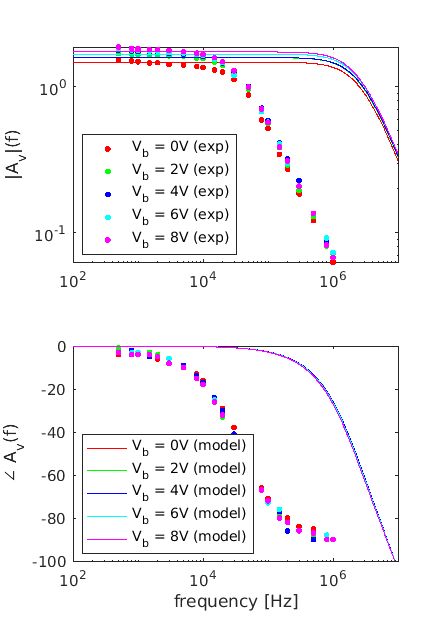 10^0
10^-1
|A_v|(f)
V_b = 0V (exp)
V_b = 2V (exp)
V_b = 4V (exp)
V_b = 6V (exp)
V_b = 8V (exp)
10^2 10^4 10^6
0
-20
-40
-60
-80
-100
∠ A_v(f)
V_b = 0V (model)
V_b = 2V (model)
V_b = 4V (model)
V_b = 6V (model)
V_b = 8V (model)
10^2 10^4 10^6
frequency [Hz]